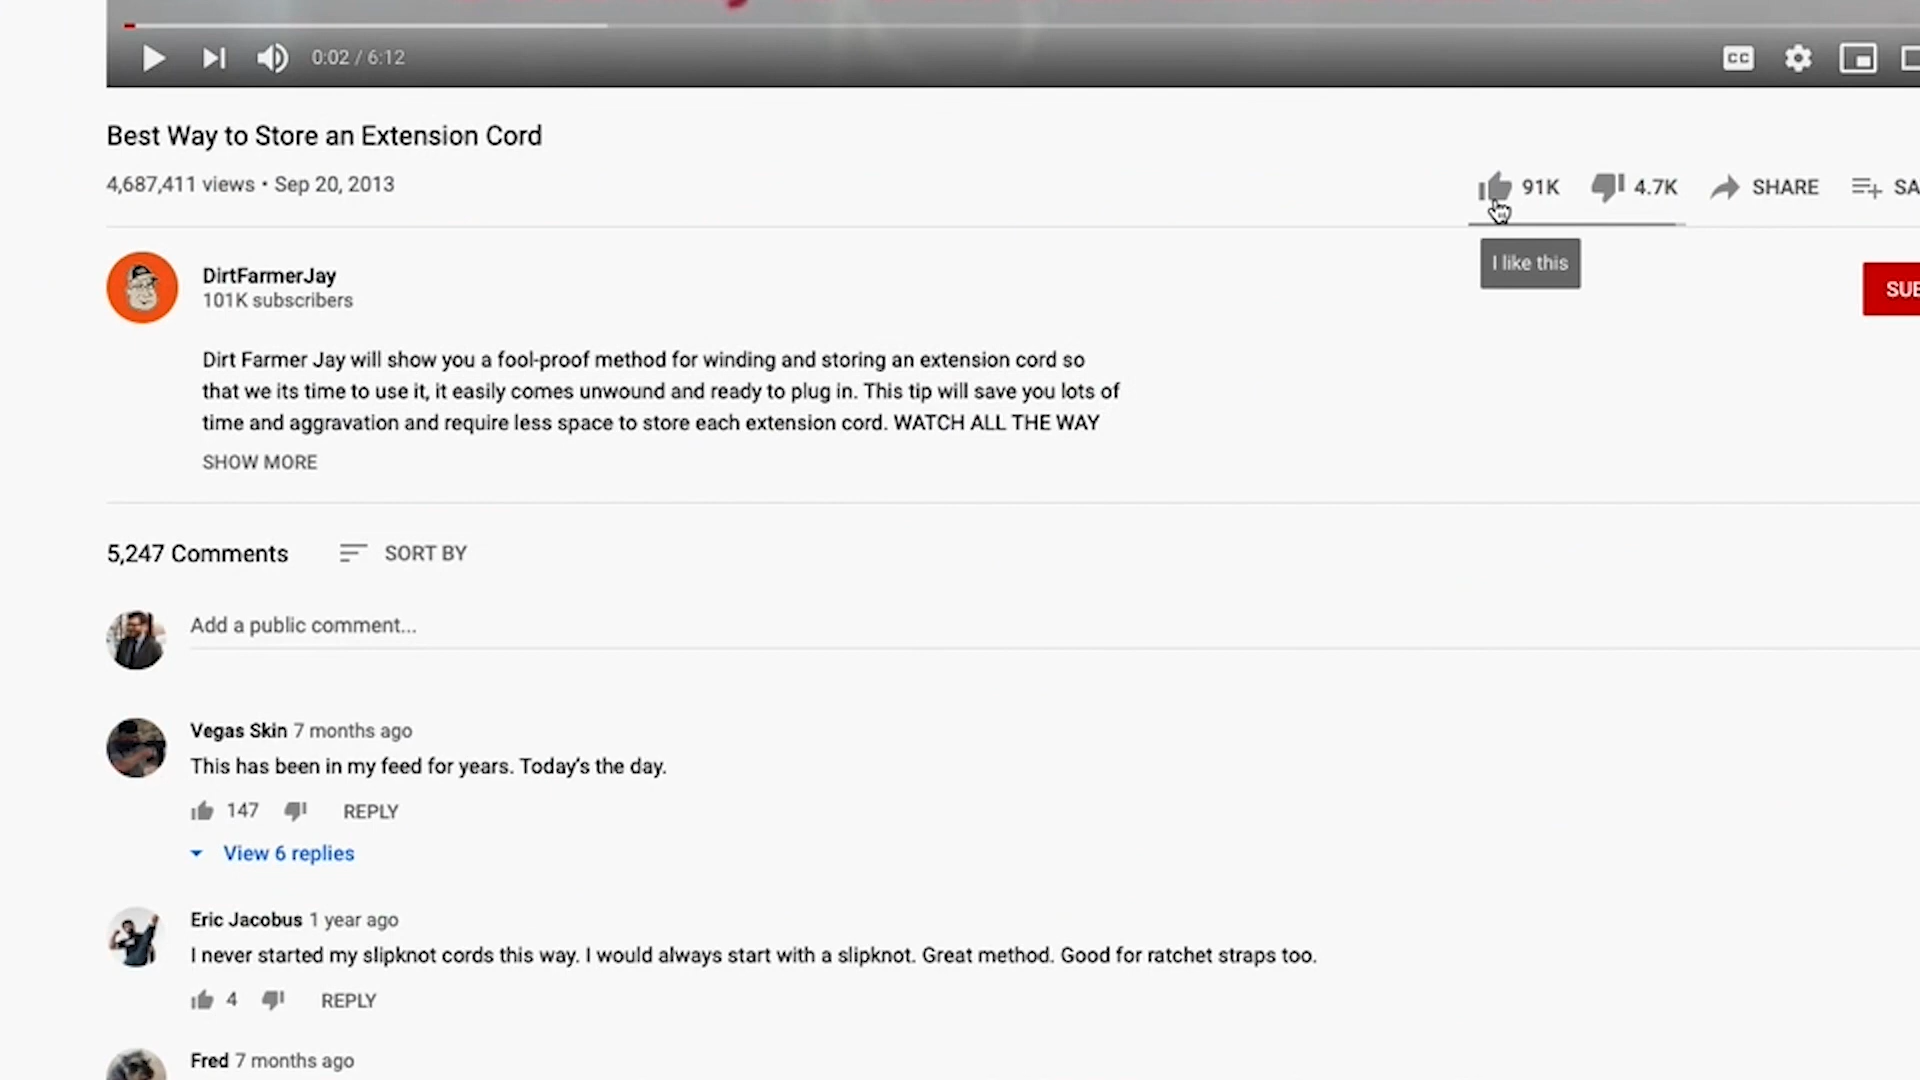 0:02 / 6:12
CC
Best Way to Store an Extension Cord
4,687,411 views • Sep 20, 2013
91K
4.7K
SHARE
SA
I like this
DirtFarmerJay
101K subscribers
SUB
Dirt Farmer Jay will show you a fool-proof method for winding and storing an extension cord so
that we its time to use it, it easily comes unwound and ready to plug in. This tip will save you lots of
time and aggravation and require less space to store each extension cord. WATCH ALL THE WAY
SHOW MORE
5,247 Comments
SORT BY
Add a public comment...
Vegas Skin 7 months ago
This has been in my feed for years. Today's the day.
147
REPLY
View 6 replies
Eric Jacobus 1 year ago
I never started my slipknot cords this way. I would always start with a slipknot. Great method. Good for ratchet straps too.
4
REPLY
Fred 7 months ago